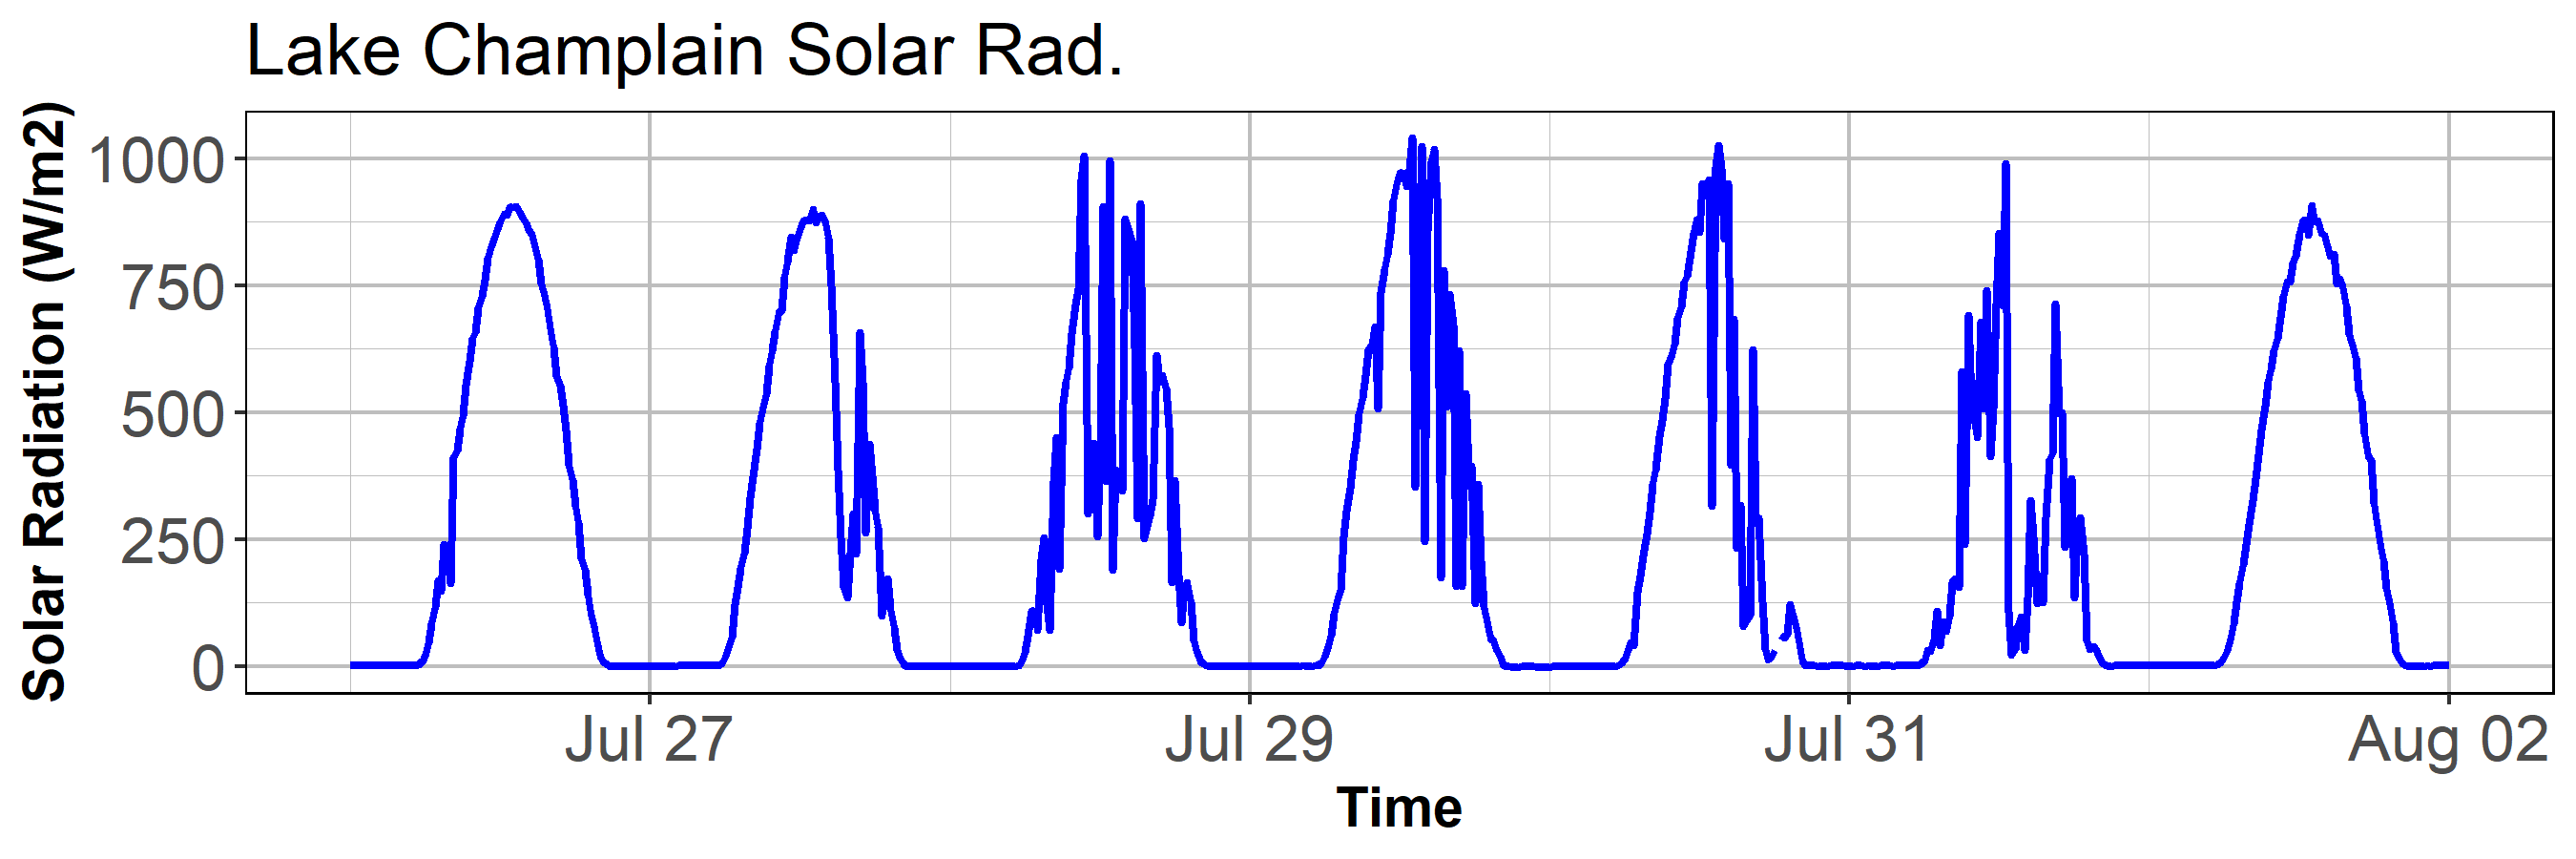 Lake Champlain Solar Rad.
Solar Radiation (W/m2)
1000
750
500
250
0
Jul 27
Jul 29
Jul 31
Aug 02
Time